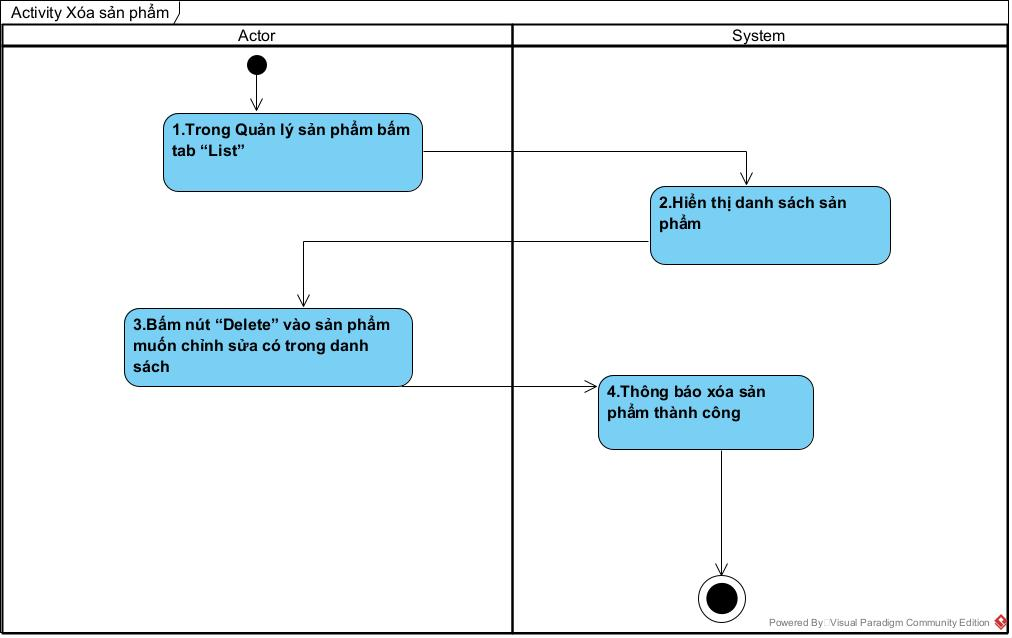 Activity Xóa sản phẩm
Actor
System
1.Trong Quản lý sản phẩm bấm
tab “List”
2.Hiển thị danh sách sản
phẩm
3.Bấm nút “Delete” vào sản phẩm
muốn chỉnh sửa có trong danh
sách
4.Thông báo xóa sản
phẩm thành công
Powered By Visual Paradigm Community Edition